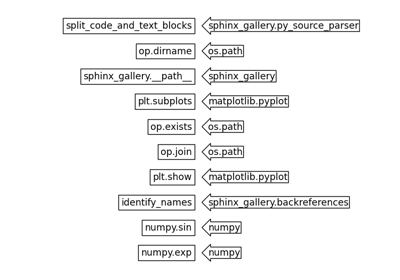 split_code_and_text_blocks sphinx_gallery.py_source_parser
op.dirname os.path
sphinx_gallery.__path__ sphinx_gallery
plt.subplots matplotlib.pyplot
op.exists os.path
op.join os.path
plt.show matplotlib.pyplot
identify_names sphinx_gallery.backreferences
numpy.sin numpy
numpy.exp numpy